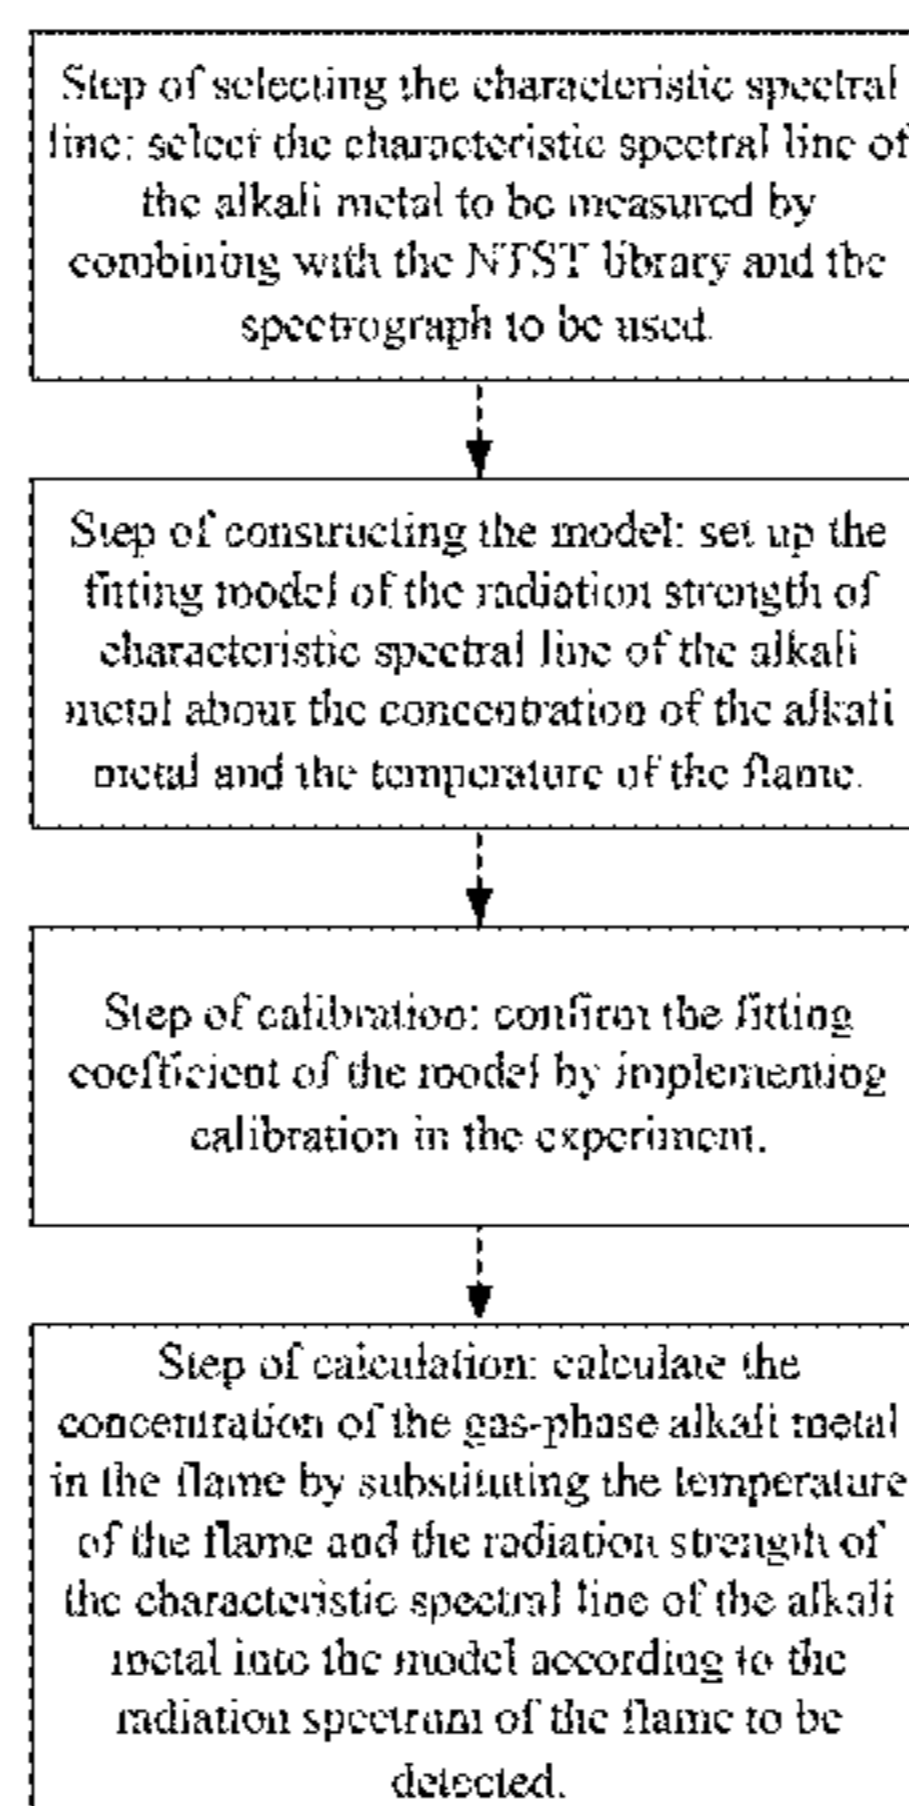 Step of selecting the characteristic spectral
line: select the characteristic spectral line of
the alkali metal to be measured by
combining with the NIST library and the
spectrograph to be used.
Step of constructing the model: set up the
fitting model of the radiation strength of
characteristic spectral line of the alkali
metal about the concentration of the alkali
metal and the temperature of the flame.
Step of calibration: confirm the fitting
coefficient of the model by implementing
calibration in the experiment.
Step of calculation: calculate the
concentration of the gas-phase alkali metal
in the flame by substituting the temperature
of the flame and the radiation strength of
the characteristic spectral line of the alkali
metal into the model according to the
radiation spectrum of the flame to be
detected.